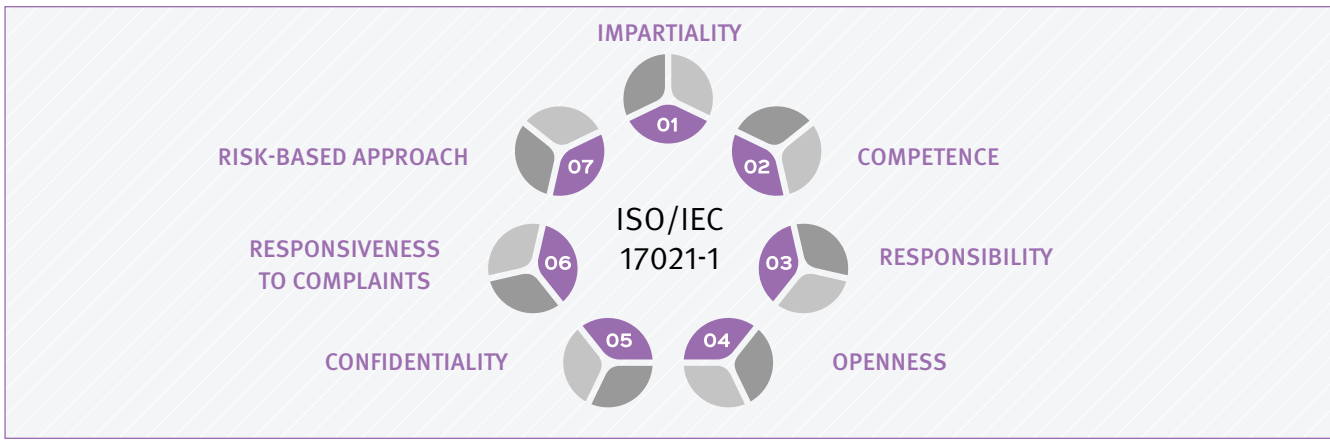 IMPARTIALITY
01
COMPETENCE
02
RESPONSIBILITY
03
OPENNESS
04
CONFIDENTIALITY
05
RESPONSIVENESS
TO COMPLAINTS
06
RISK-BASED APPROACH
07
ISO/IEC
17021-1